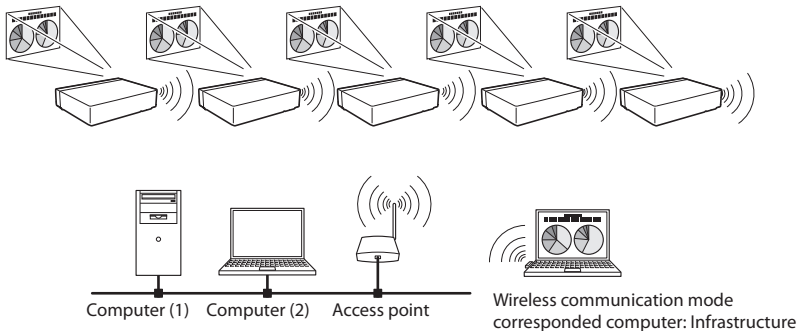 Computer (1)
Computer (2)
Access point
Wireless communication mode
corresponded computer: Infrastructure